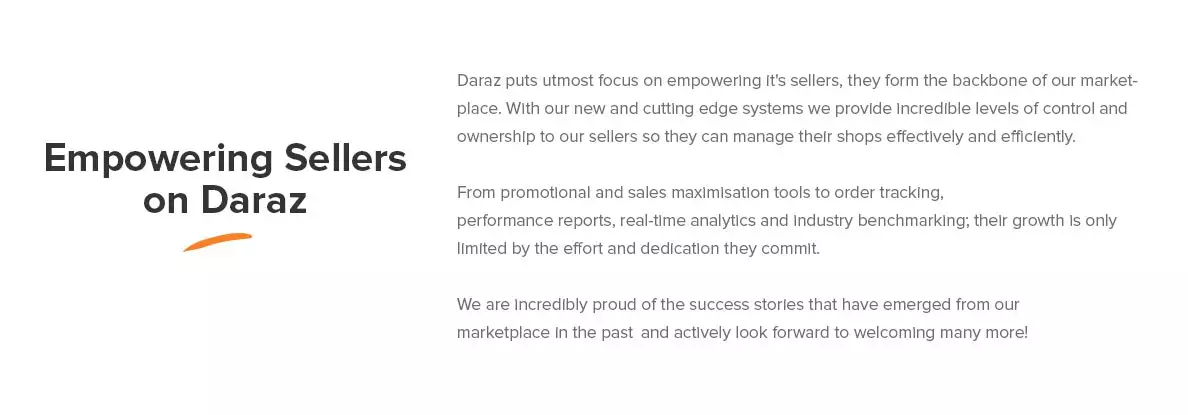 Empowering Sellers
on Daraz
Daraz puts utmost focus on empowering it's sellers, they form the backbone of our market-
place. With our new and cutting edge systems we provide incredible levels of control and
ownership to our sellers so they can manage their shops effectively and efficiently.
From promotional and sales maximisation tools to order tracking,
performance reports, real-time analytics and industry benchmarking; their growth is only
limited by the effort and dedication they commit.
We are incredibly proud of the success stories that have emerged from our
marketplace in the past and actively look forward to welcoming many more!